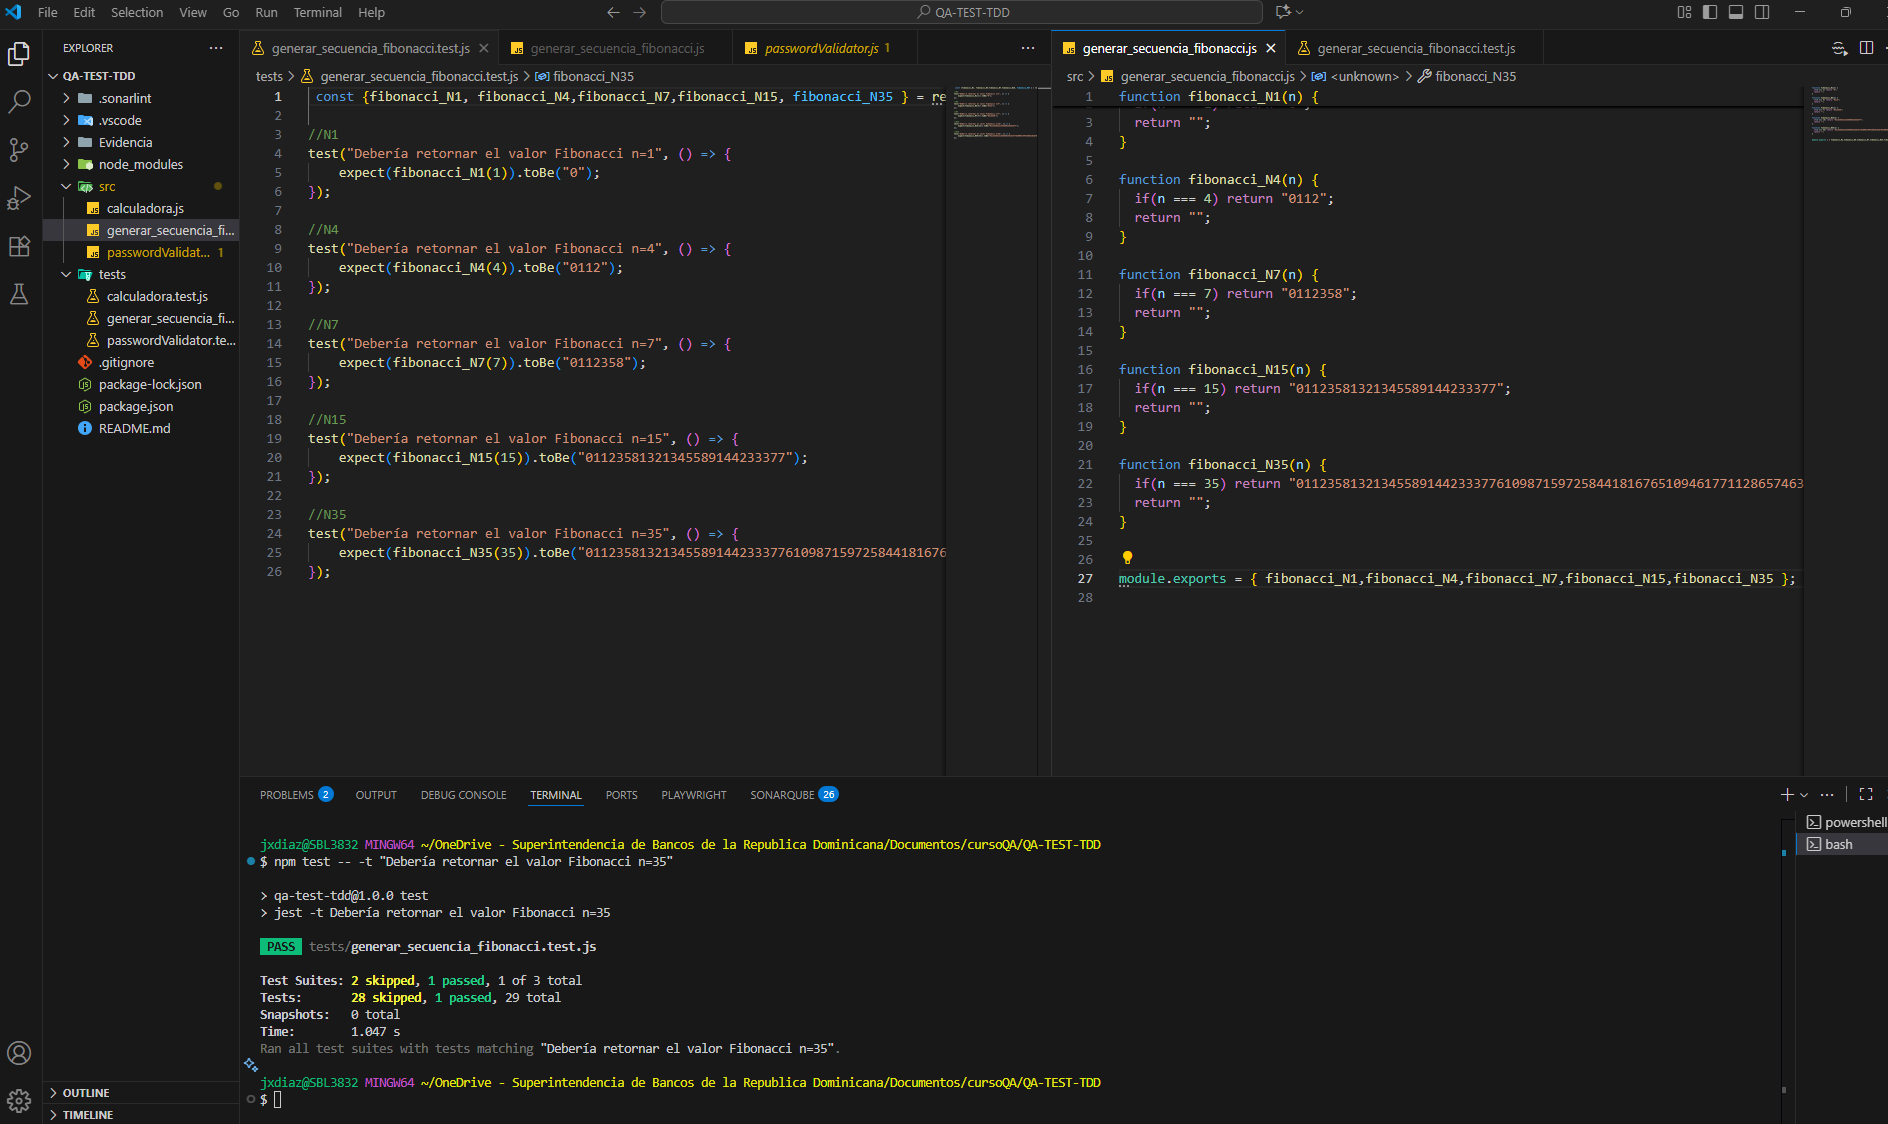 File Edit Selection View Go Run Terminal Help
QA-TEST-TDD
EXPLORER
QA-TEST-TDD
.sonarlint
.vscode
Evidencia
node_modules
src
calculadora.js
generar_secuencia_fi...
passwordValidat... 1
tests
calculadora.test.js
generar_secuencia_fi...
passwordValidator.te...
.gitignore
package-lock.json
package.json
README.md
OUTLINE
TIMELINE
generar_secuencia_fibonacci.test.js generar_secuencia_fibonacci.js passwordValidator.js 1
tests > generar_secuencia_fibonacci.test.js > fibonacci_N35
1 const {fibonacci_N1, fibonacci_N4,fibonacci_N7,fibonacci_N15, fibonacci_N35 } = re
2
3 //N1
4 test("Debería retornar el valor Fibonacci n=1", () => {
5 expect(fibonacci_N1(1)).toBe("0");
6 });
7
8 //N4
9 test("Debería retornar el valor Fibonacci n=4", () => {
10 expect(fibonacci_N4(4)).toBe("0112");
11 });
12
13 //N7
14 test("Debería retornar el valor Fibonacci n=7", () => {
15 expect(fibonacci_N7(7)).toBe("0112358");
16 });
17
18 //N15
19 test("Debería retornar el valor Fibonacci n=15", () => {
20 expect(fibonacci_N15(15)).toBe("01123581321345589144233377");
21 });
22
23 //N35
24 test("Debería retornar el valor Fibonacci n=35", () => {
25 expect(fibonacci_N35(35)).toBe("0112358132134558914423337761098715972584418167​6
26 });
generar_secuencia_fibonacci.js generar_secuencia_fibonacci.test.js
src > generar_secuencia_fibonacci.js > <unknown> > fibonacci_N35
1 function fibonacci_N1(n) {
3 return "";
4 }
5
6 function fibonacci_N4(n) {
7 if(n === 4) return "0112";
8 return "";
9 }
10
11 function fibonacci_N7(n) {
12 if(n === 7) return "0112358";
13 return "";
14 }
15
16 function fibonacci_N15(n) {
17 if(n === 15) return "01123581321345589144233377";
18 return "";
19 }
20
21 function fibonacci_N35(n) {
22 if(n === 35) return "011235813213455891442333776109871597258441816765109461771128657463
23 return "";
24 }
25
26
27 module.exports = { fibonacci_N1,fibonacci_N4,fibonacci_N7,fibonacci_N15,fibonacci_N35 };
28
PROBLEMS 2 OUTPUT DEBUG CONSOLE TERMINAL PORTS PLAYWRIGHT SONARQUBE 26
jxdiaz@SBL3832 MINGW64 ~/OneDrive - Superintendencia de Bancos de la Republica Dominicana/Documentos/cursoQA/QA-TEST-TDD
$ npm test -- -t "Debería retornar el valor Fibonacci n=35"
> qa-test-tdd@1.0.0 test
> jest -t Debería retornar el valor Fibonacci n=35
PASS tests/generar_secuencia_fibonacci.test.js
Test Suites: 2 skipped, 1 passed, 1 of 3 total
Tests: 28 skipped, 1 passed, 29 total
Snapshots: 0 total
Time: 1.047 s
Ran all test suites with tests matching "Debería retornar el valor Fibonacci n=35".
jxdiaz@SBL3832 MINGW64 ~/OneDrive - Superintendencia de Bancos de la Republica Dominicana/Documentos/cursoQA/QA-TEST-TDD
$
powershell
bash